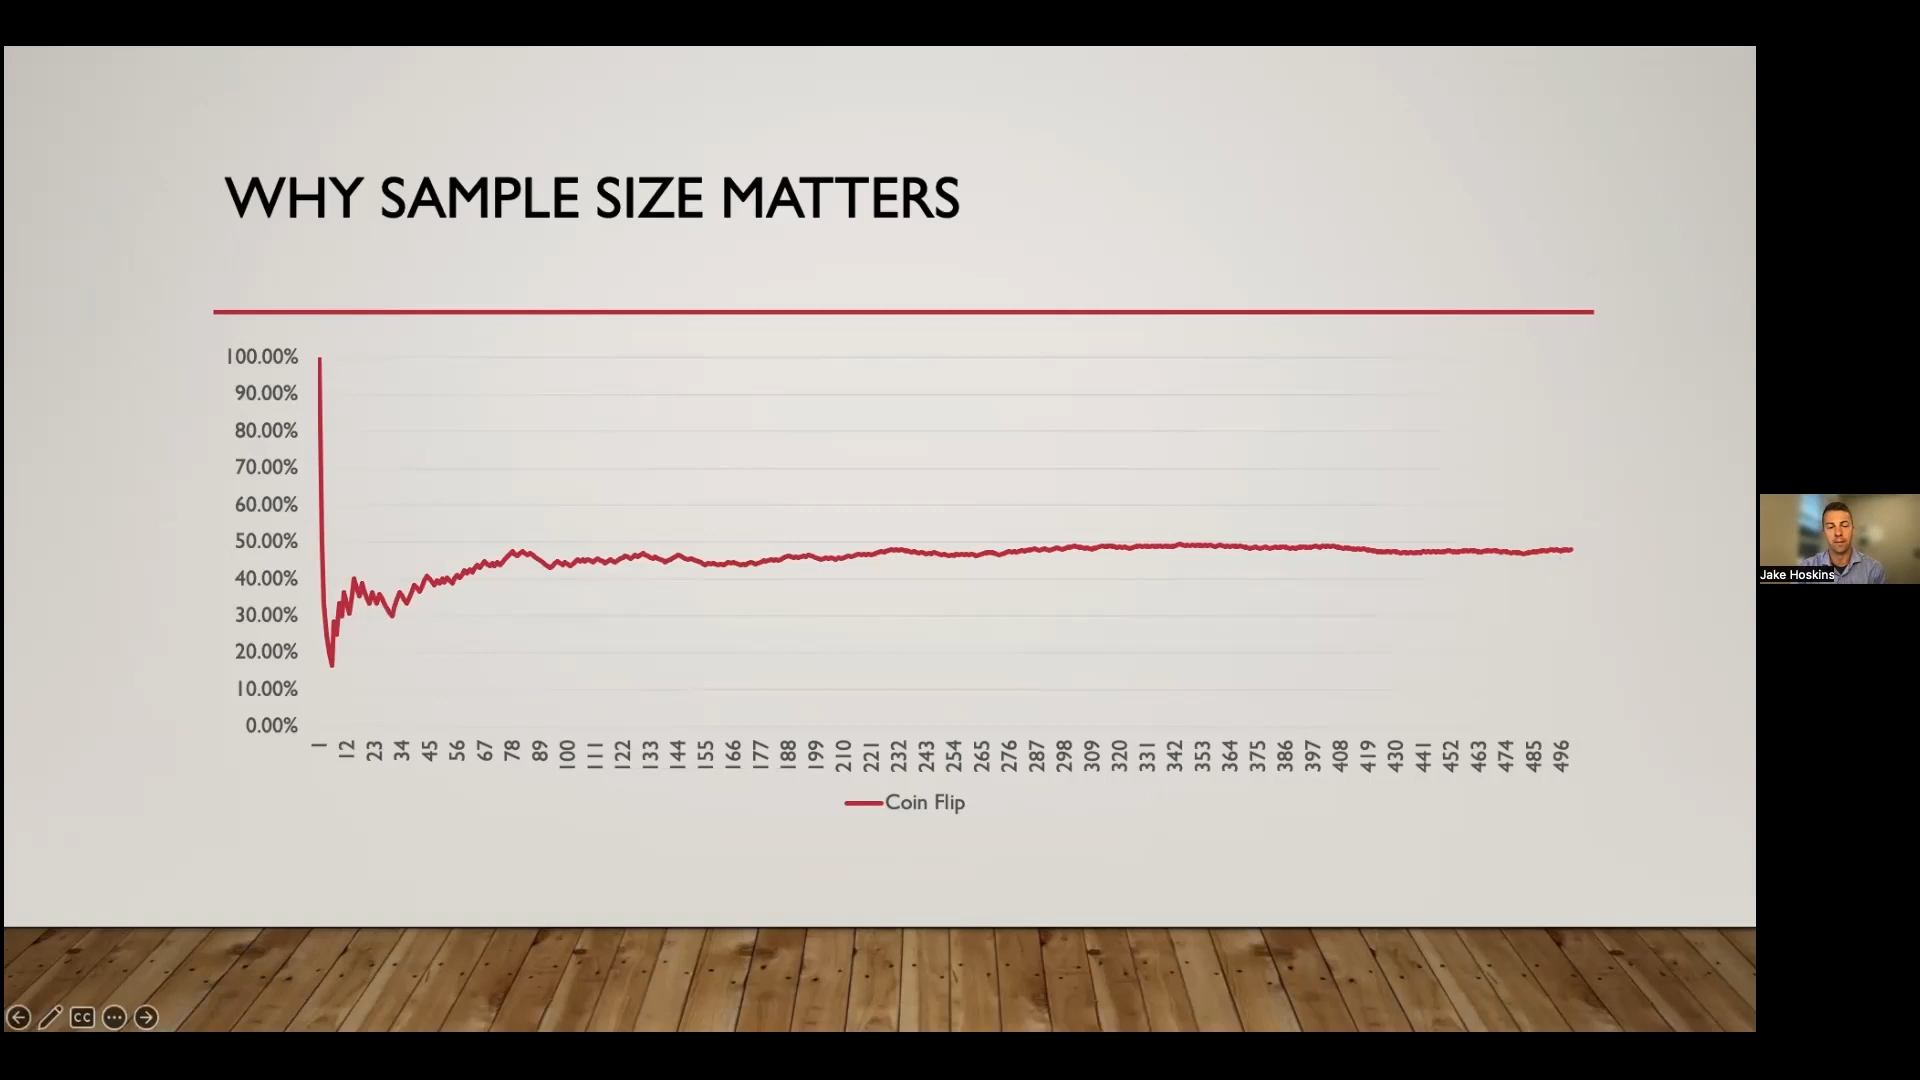 WHY SAMPLE SIZE MATTERS
100.00%
90.00%
80.00%
70.00%
60.00%
50.00%
40.00%
30.00%
20.00%
10.00%
0.00%
1 12 23 34 45 56 67 78 89 100 111 122 133 144 155 166 177 188 199 210 221 232 243 254 265 276 287 298 309 320 331 342 353 364 375 386 397 408 419 430 441 452 463 474 485 496
Coin Flip
Jake Hoskins
CC